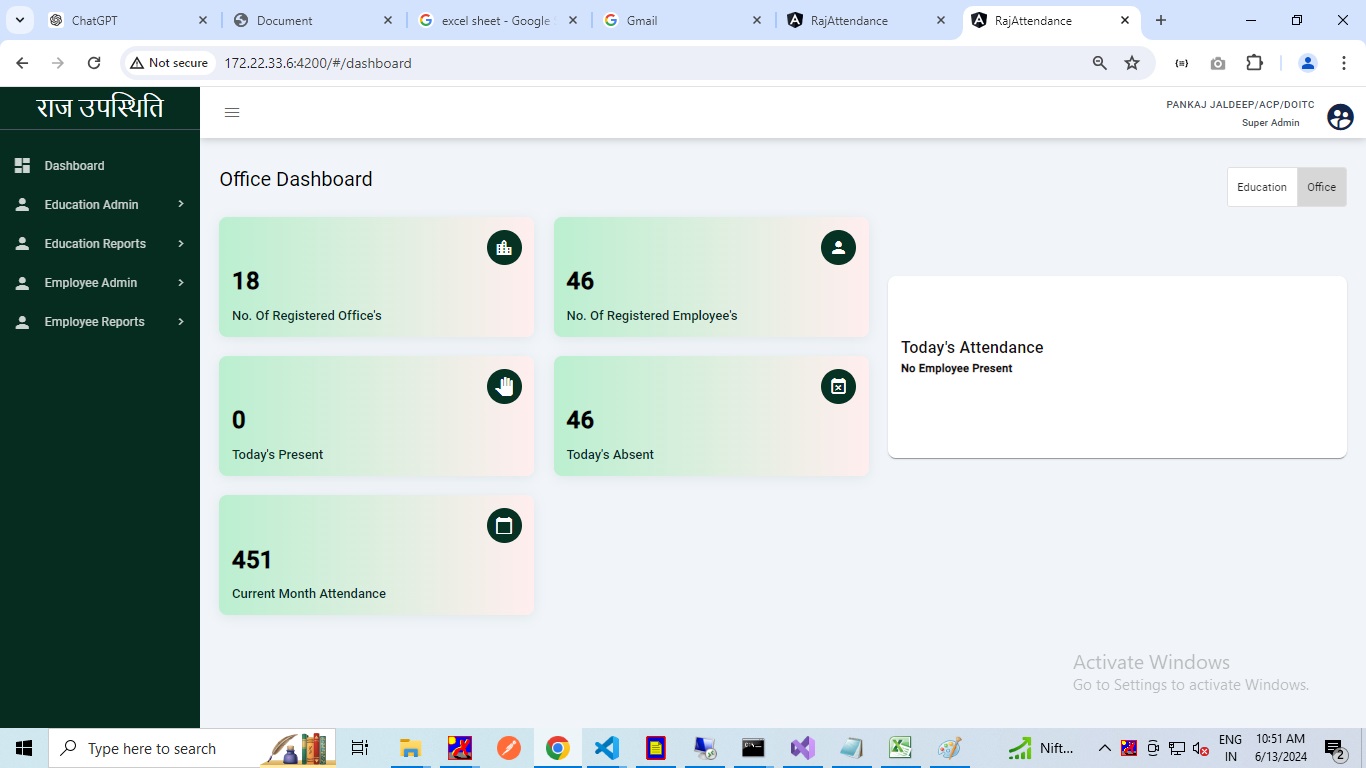 ChatGPT
Document
excel sheet - Google
Gmail
RajAttendance
RajAttendance
Not secure
172.22.33.6:4200/#/dashboard
राज उपस्थिति
PANKAJ JALDEEP/ACP/DOITC
Super Admin
Dashboard
Education Admin
Education Reports
Employee Admin
Employee Reports
Office Dashboard
Education
Office
18
No. Of Registered Office's
46
No. Of Registered Employee's
0
Today's Present
46
Today's Absent
451
Current Month Attendance
Today's Attendance
No Employee Present
Activate Windows
Go to Settings to activate Windows.
Type here to search
Nift...
ENG
IN
10:51 AM
6/13/2024
2